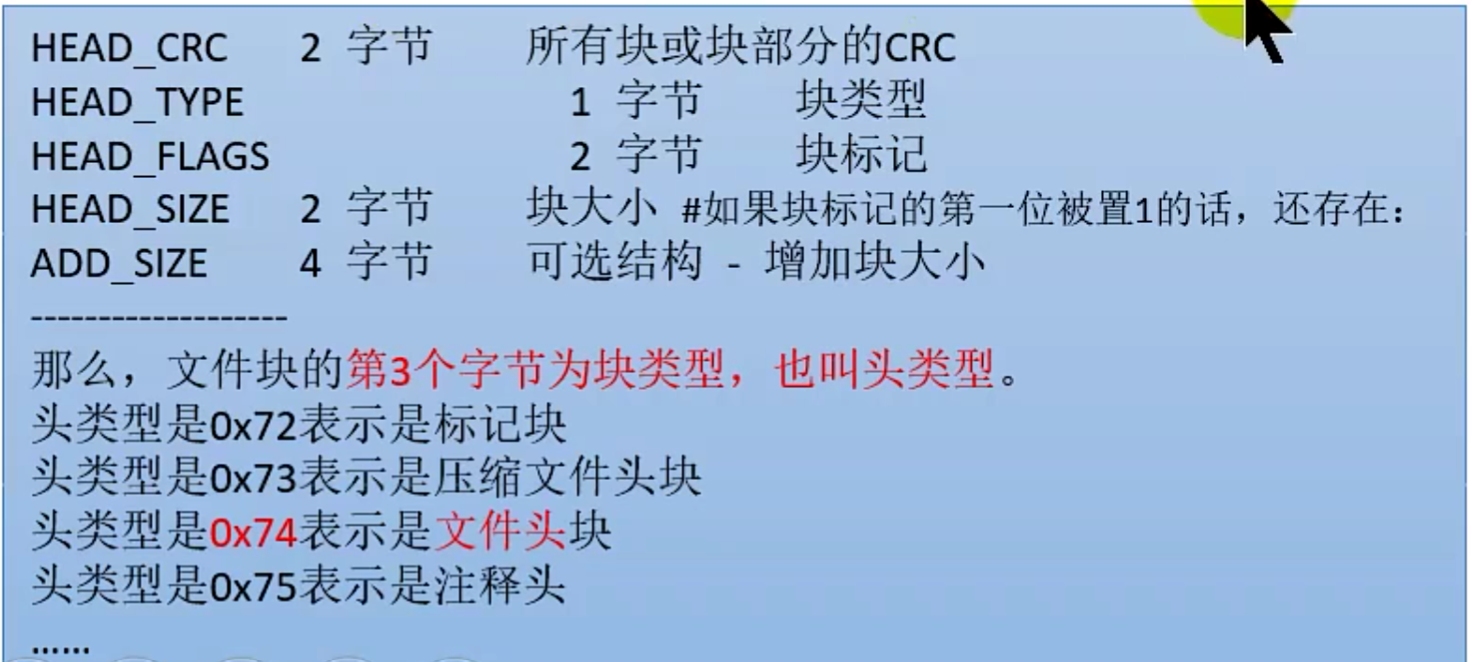 HEAD_CRC 2 字节 所有块或块部分的CRC
HEAD_TYPE 1 字节 块类型
HEAD_FLAGS 2 字节 块标记
HEAD_SIZE 2 字节 块大小 #如果块标记的第一位被置1的话，还存在：
ADD_SIZE 4 字节 可选结构 - 增加块大小
-------------------
那么，文件块的第3个字节为块类型，也叫头类型。
头类型是0x72表示是标记块
头类型是0x73表示是压缩文件头块
头类型是0x74表示是文件头块
头类型是0x75表示是注释头
......